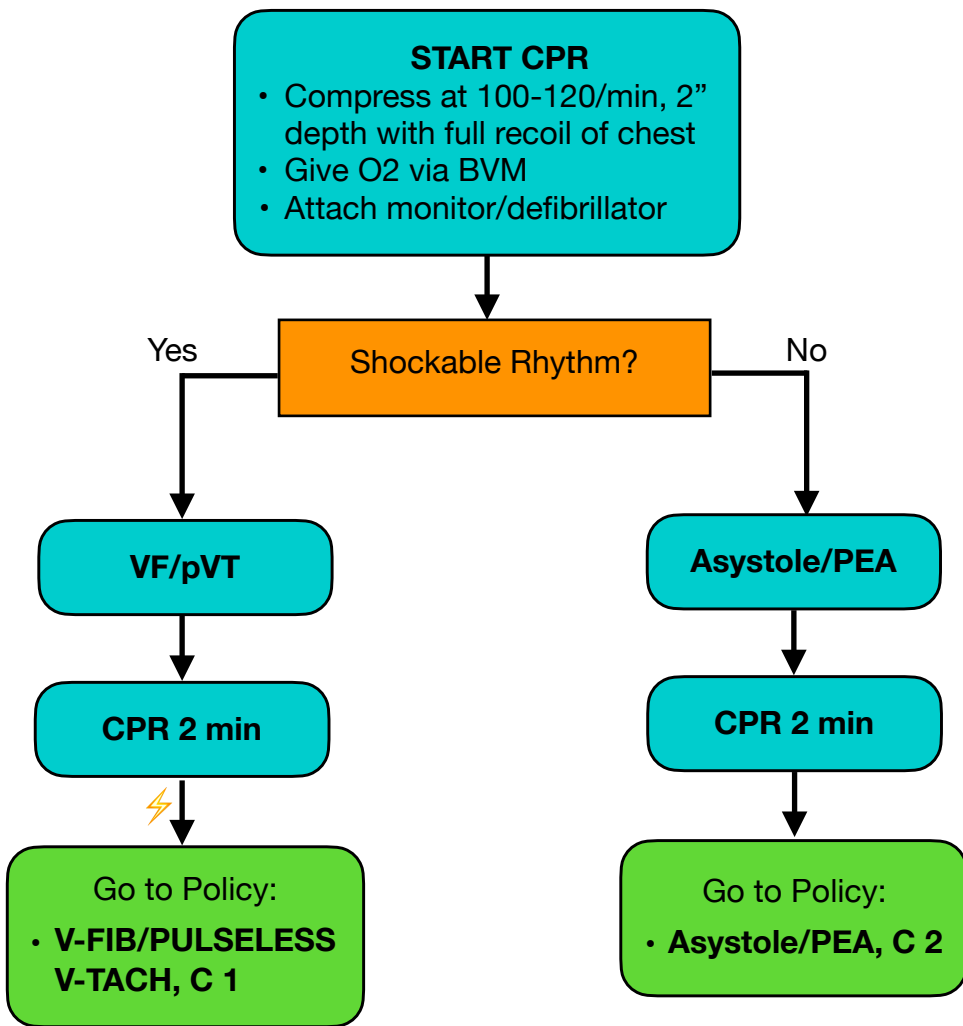 START CPR
• Compress at 100-120/min, 2”
depth with full recoil of chest
• Give O2 via BVM
• Attach monitor/defibrillator
Yes
Shockable Rhythm?
No
VF/pVT
Asystole/PEA
CPR 2 min
CPR 2 min
Go to Policy:
• V-FIB/PULSELESS
V-TACH, C 1
Go to Policy:
• Asystole/PEA, C 2